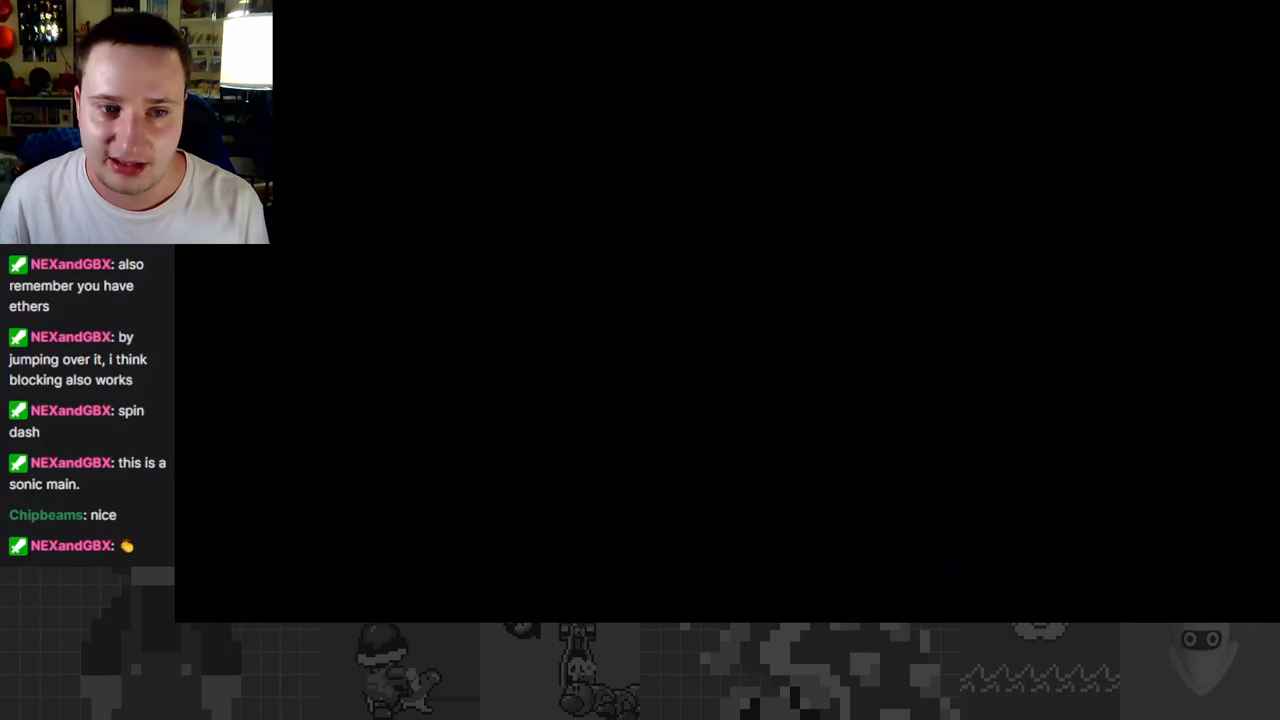 NEXandGBX: also
remember you have
ethers
NEXandGBX: by
jumping over it, i think
blocking also works
NEXandGBX: spin
dash
NEXandGBX: this is a
sonic main.
Chipbeams: nice
NEXandGBX: 👏